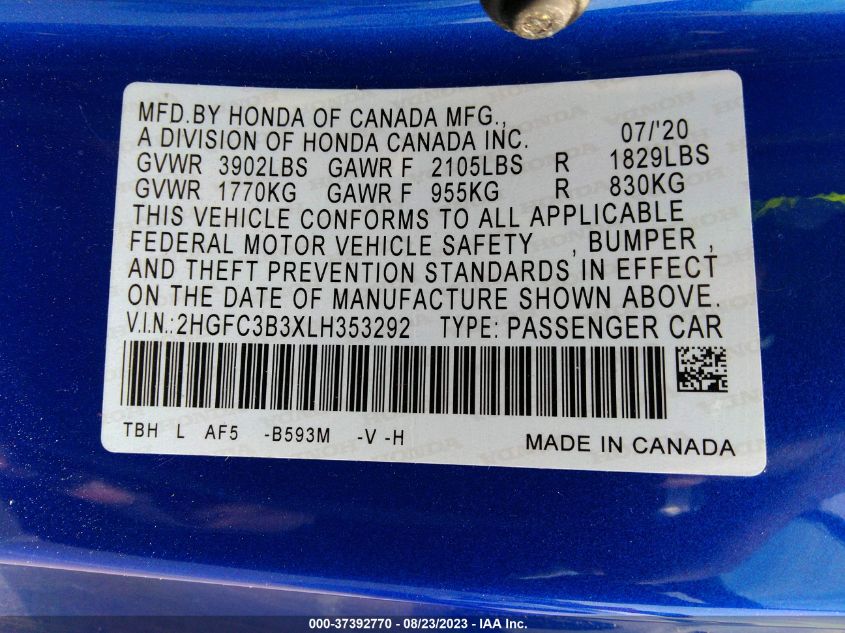 MFD.BY HONDA OF CANADA MFG.,
A DIVISION OF HONDA CANADA INC. 07/'20
GVWR 3902LBS GAWR F 2105LBS R 1829LBS
GVWR 1770KG GAWR F 955KG R 830KG
THIS VEHICLE CONFORMS TO ALL APPLICABLE
FEDERAL MOTOR VEHICLE SAFETY , BUMPER ,
AND THEFT PREVENTION STANDARDS IN EFFECT
ON THE DATE OF MANUFACTURE SHOWN ABOVE.
V.I.N.:2HGFC3B3XLH353292 TYPE: PASSENGER CAR
TBH L AF5 -B593M -V -H MADE IN CANADA
000-37392770 - 08/23/2023 - IAA Inc.